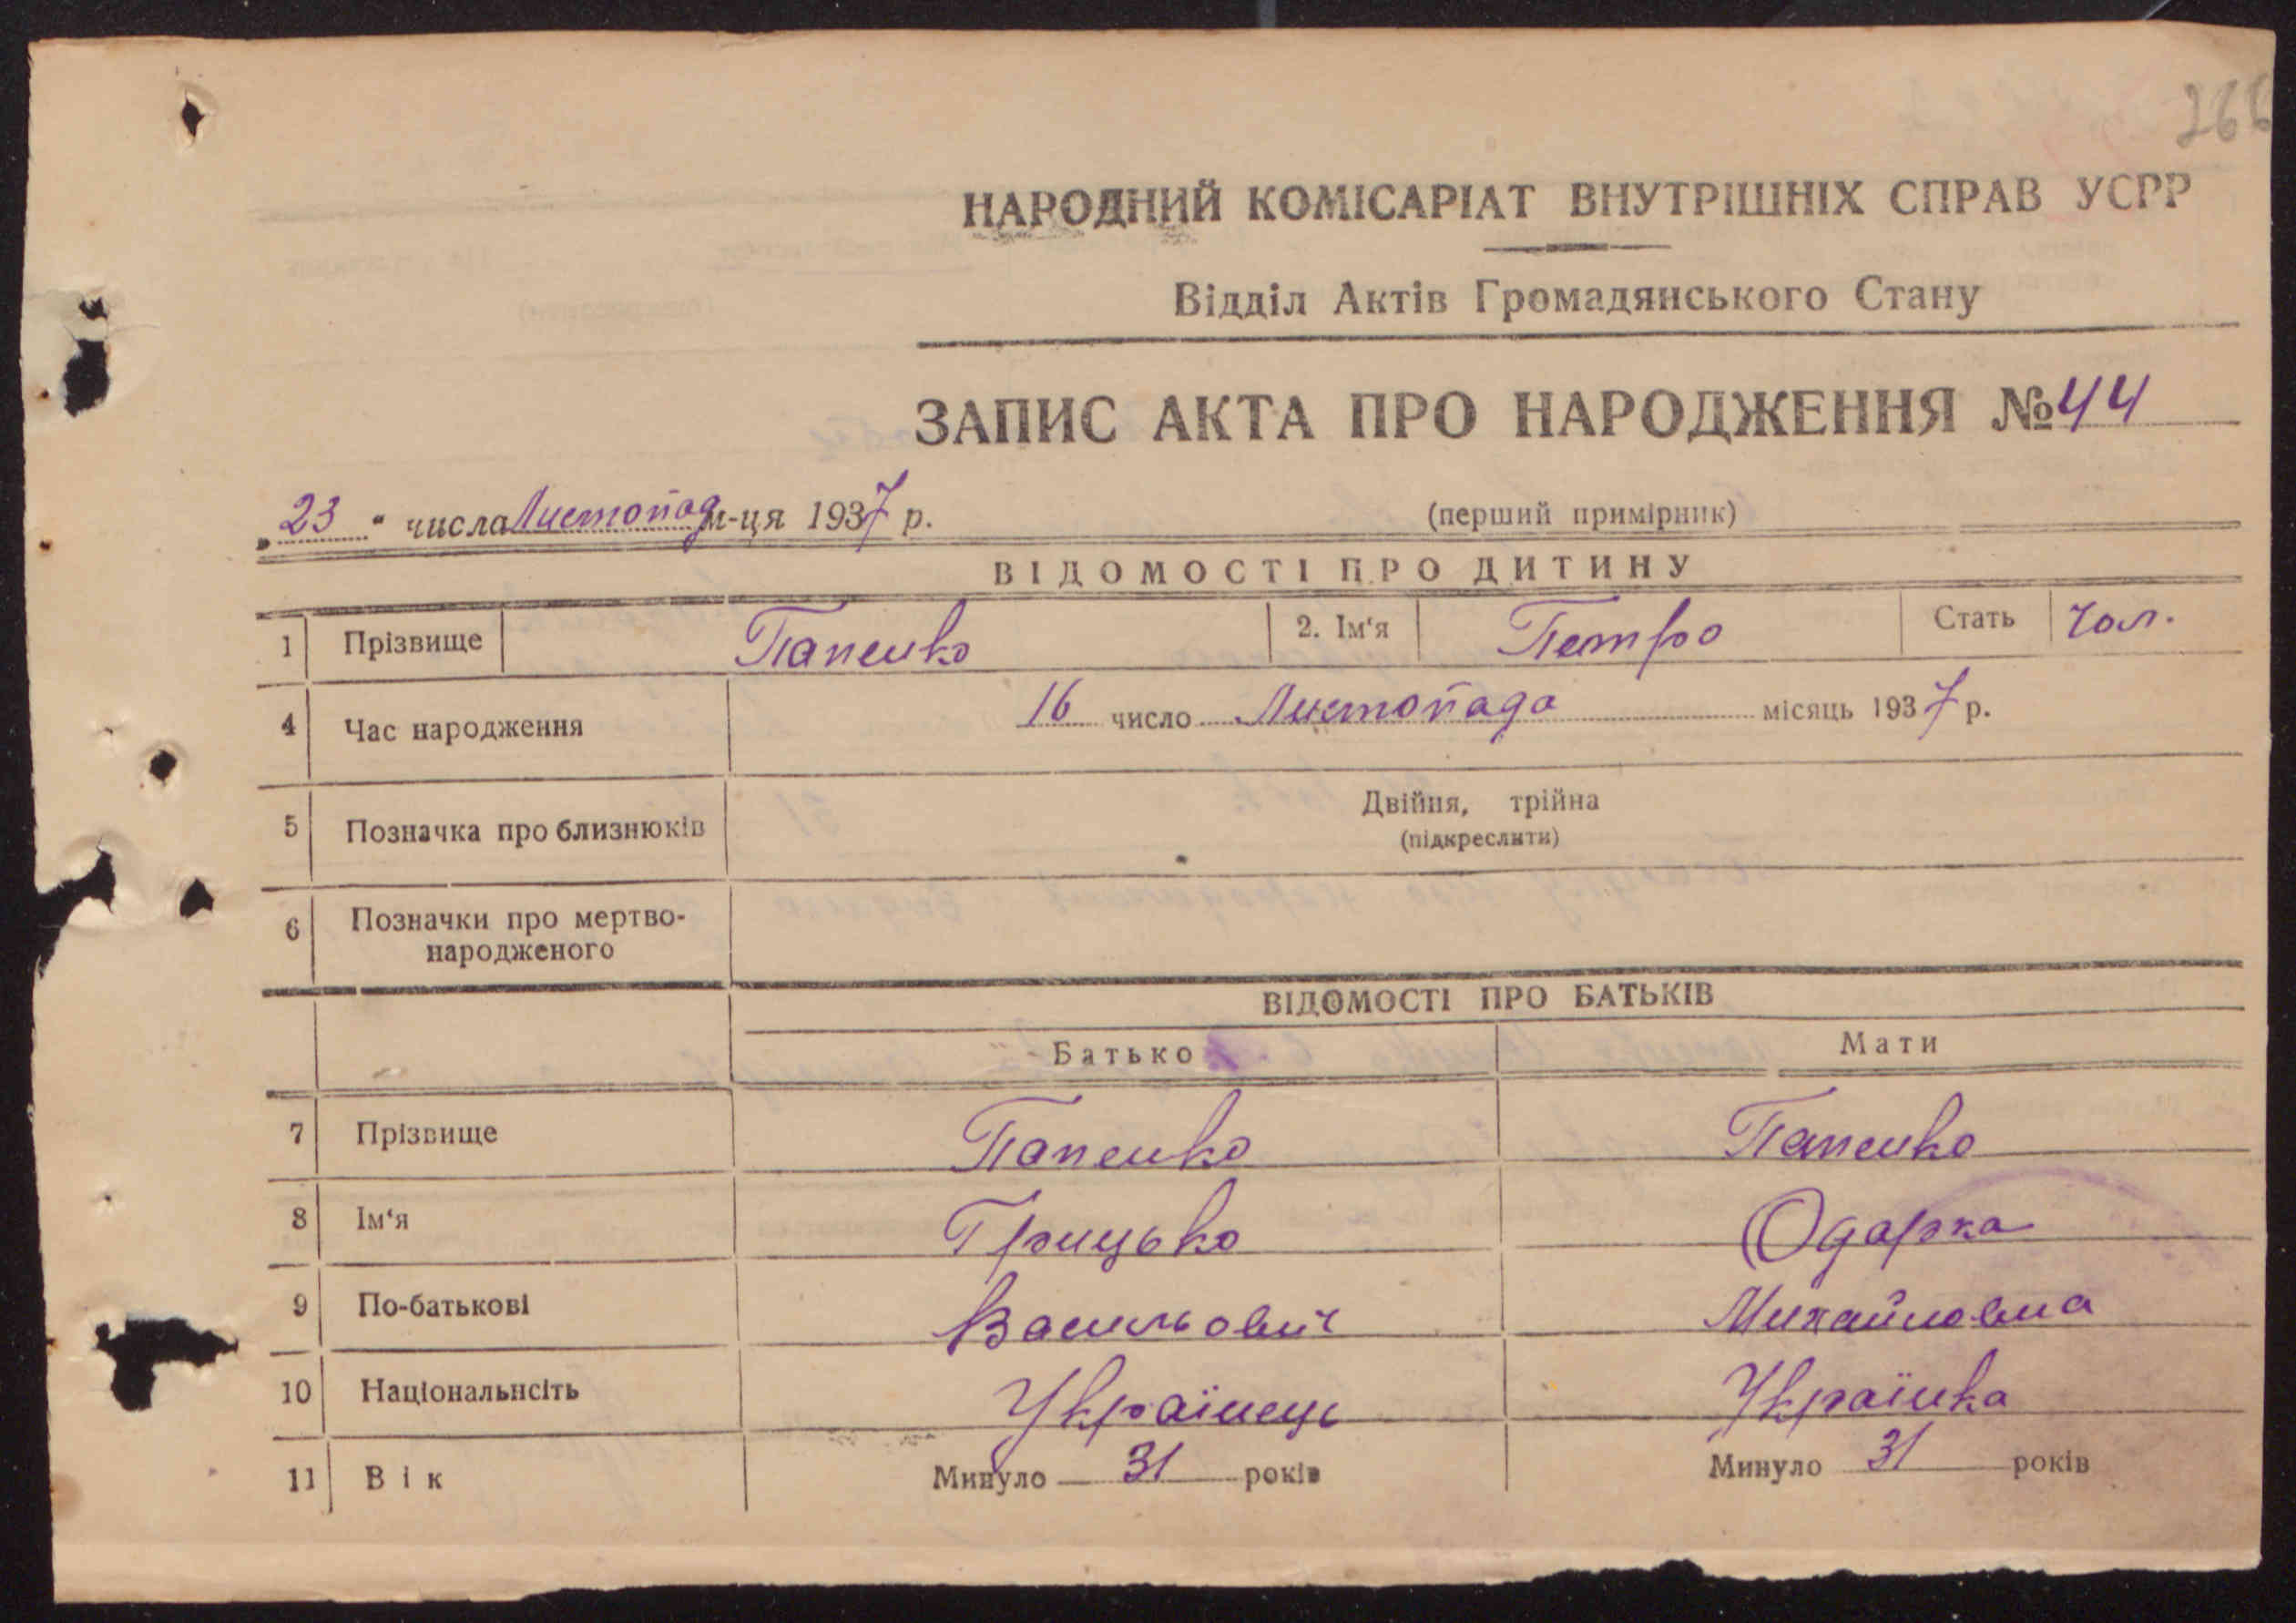 266
НАРОДНИЙ КОМІСАРІАТ ВНУТРІШНІХ СПРАВ УСРР
Відділ Актів Громадянського Стану
ЗАПИС АКТА ПРО НАРОДЖЕННЯ № 44
„23“ числа Листопад м-ця 1937 р. (перший примірник)
ВІДОМОСТІ ПРО ДИТИНУ
1 Прізвище Папенко 2. Ім‘я Петро Стать Чол.
4 Час народження 16 число Листопада місяць 1937 р.
5 Позначка про близнюків Двійня, трійна
(підкреслити)
6 Позначки про мертво-
народженого
ВІДОМОСТІ ПРО БАТЬКІВ
Батько Мати
7 Прізвище Папенко Папенко
8 Ім‘я Грицько Одарка
9 По-батькові Васильович Михайловна
10 Національнсіть Українець Українка
11 Вік Минуло 31 років Минуло 31 років